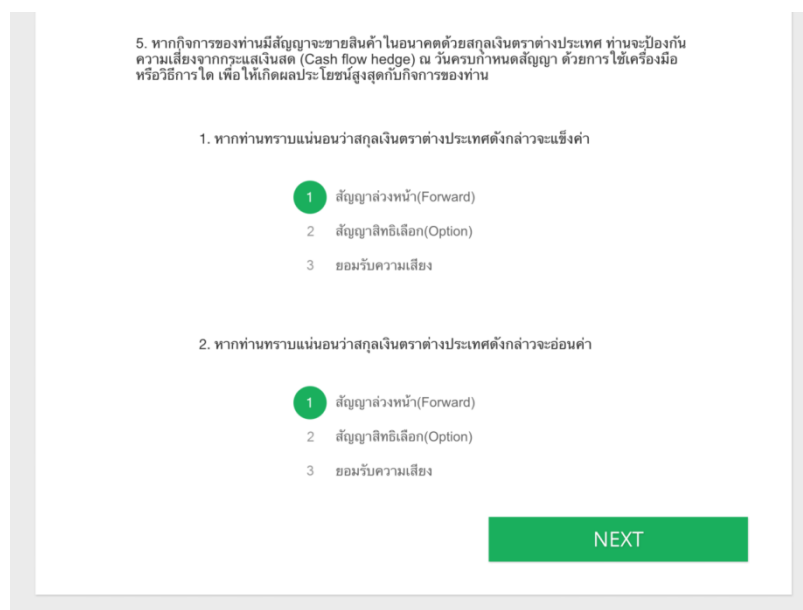 5. หากกิจการของท่านมีสัญญาจะขายสินค้าในอนาคตด้วยสกุลเงินตราต่างประเทศ ท่านจะป้องกัน
ความเสี่ยงจากกระแสเงินสด (Cash flow hedge) ณ วันครบกำหนดสัญญา ด้วยการใช้เครื่องมือ
หรือวิธีการใด เพื่อให้เกิดผลประโยชน์สูงสุดกับกิจการของท่าน
1. หากท่านทราบแน่นอนว่าสกุลเงินตราต่างประเทศดังกล่าวจะแข็งค่า
1 สัญญาล่วงหน้า(Forward)
2 สัญญาสิทธิเลือก(Option)
3 ยอมรับความเสี่ยง
2. หากท่านทราบแน่นอนว่าสกุลเงินตราต่างประเทศดังกล่าวจะอ่อนค่า
1 สัญญาล่วงหน้า(Forward)
2 สัญญาสิทธิเลือก(Option)
3 ยอมรับความเสี่ยง
NEXT